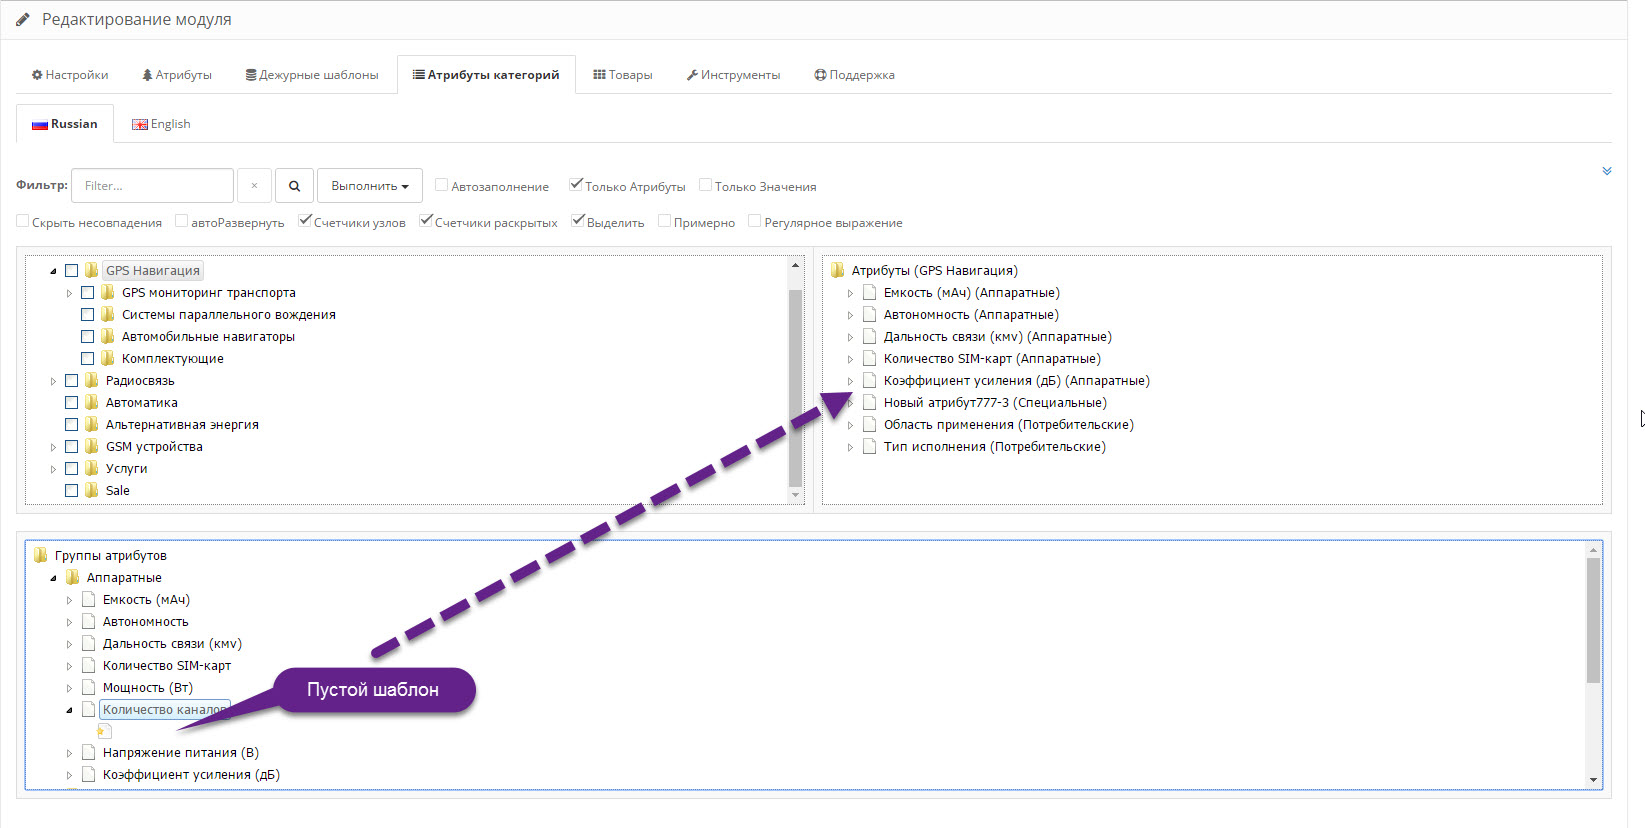 Редактирование модуля
Настройки Атрибуты Дежурные шаблоны Атрибуты категорий Товары Инструменты Поддержка
Russian English
Фильтр: Filter... × Выполнить Автозаполнение Только Атрибуты Только Значения
Скрыть несовпадения автоРазвернуть Счетчики узлов Счетчики раскрытых Выделить Примерно Регулярное выражение
GPS Навигация
GPS мониторинг транспорта
Системы параллельного вождения
Автомобильные навигаторы
Комплектующие
Радиосвязь
Автоматика
Альтернативная энергия
GSM устройства
Услуги
Sale
Атрибуты (GPS Навигация)
Емкость (мАч) (Аппаратные)
Автономность (Аппаратные)
Дальность связи (кмv) (Аппаратные)
Количество SIM-карт (Аппаратные)
Коэффициент усиления (дБ) (Аппаратные)
Новый атрибут777-3 (Специальные)
Область применения (Потребительские)
Тип исполнения (Потребительские)
Группы атрибутов
Аппаратные
Емкость (мАч)
Автономность
Дальность связи (кмv)
Количество SIM-карт
Мощность (Вт)
Количество каналов
Напряжение питания (В)
Коэффициент усиления (дБ)
Пустой шаблон